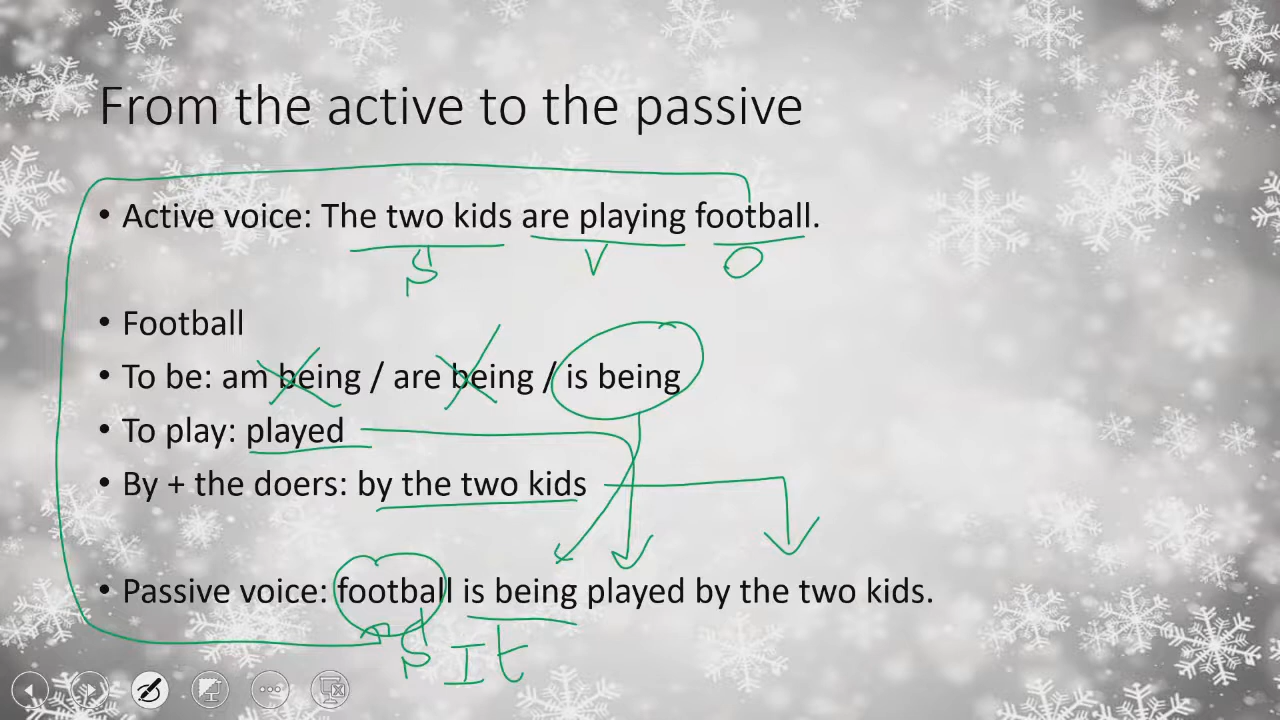 From the active to the passive
• Active voice: The two kids are playing football.
S V O
• Football
• To be: am being / are being / is being
• To play: played
• By + the doers: by the two kids
• Passive voice: football is being played by the two kids.
S It